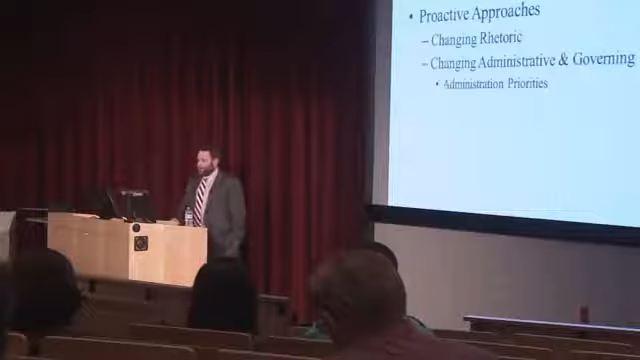 • Proactive Approaches
– Changing Rhetoric
– Changing Administrative & Governing
• Administration Priorities